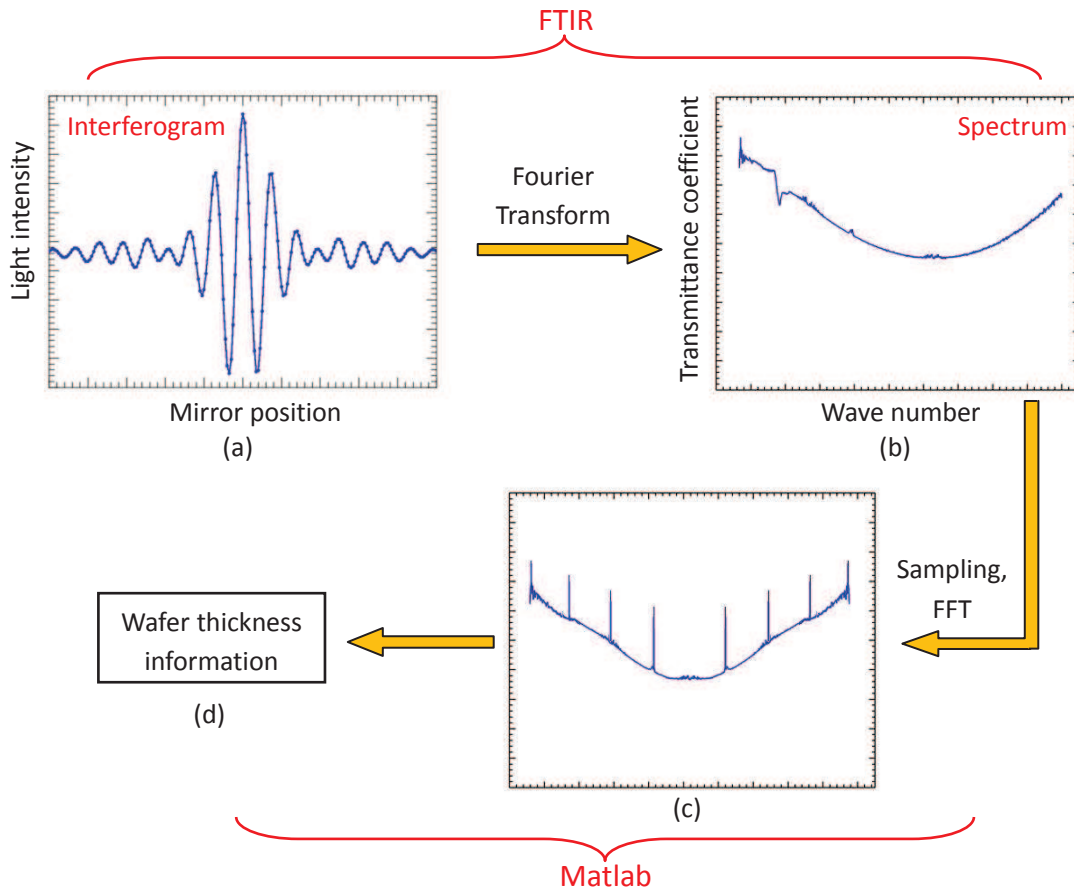 FTIR
Interferogram
Light intensity
Mirror position
(a)
Fourier
Transform
Spectrum
Transmittance coefficient
Wave number
(b)
Sampling,
FFT
(c)
Wafer thickness
information
(d)
Matlab